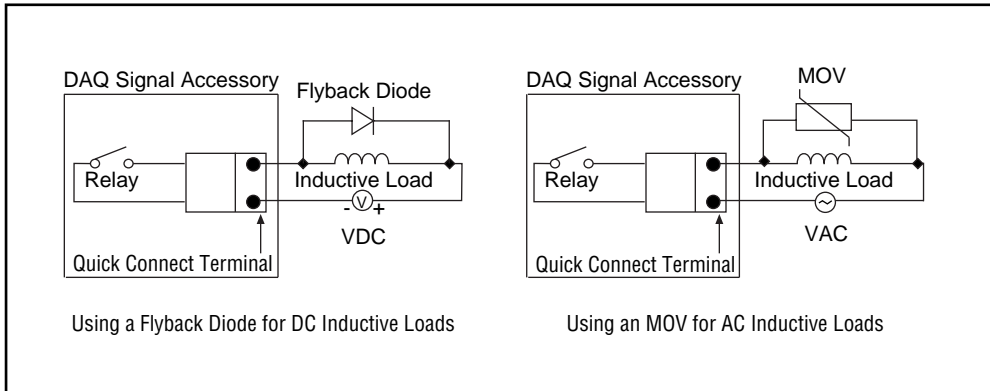 DAQ Signal Accessory
Flyback Diode
Relay
Inductive Load
V
- +
VDC
Quick Connect Terminal
Using a Flyback Diode for DC Inductive Loads
DAQ Signal Accessory
MOV
Relay
Inductive Load
VAC
Quick Connect Terminal
Using an MOV for AC Inductive Loads